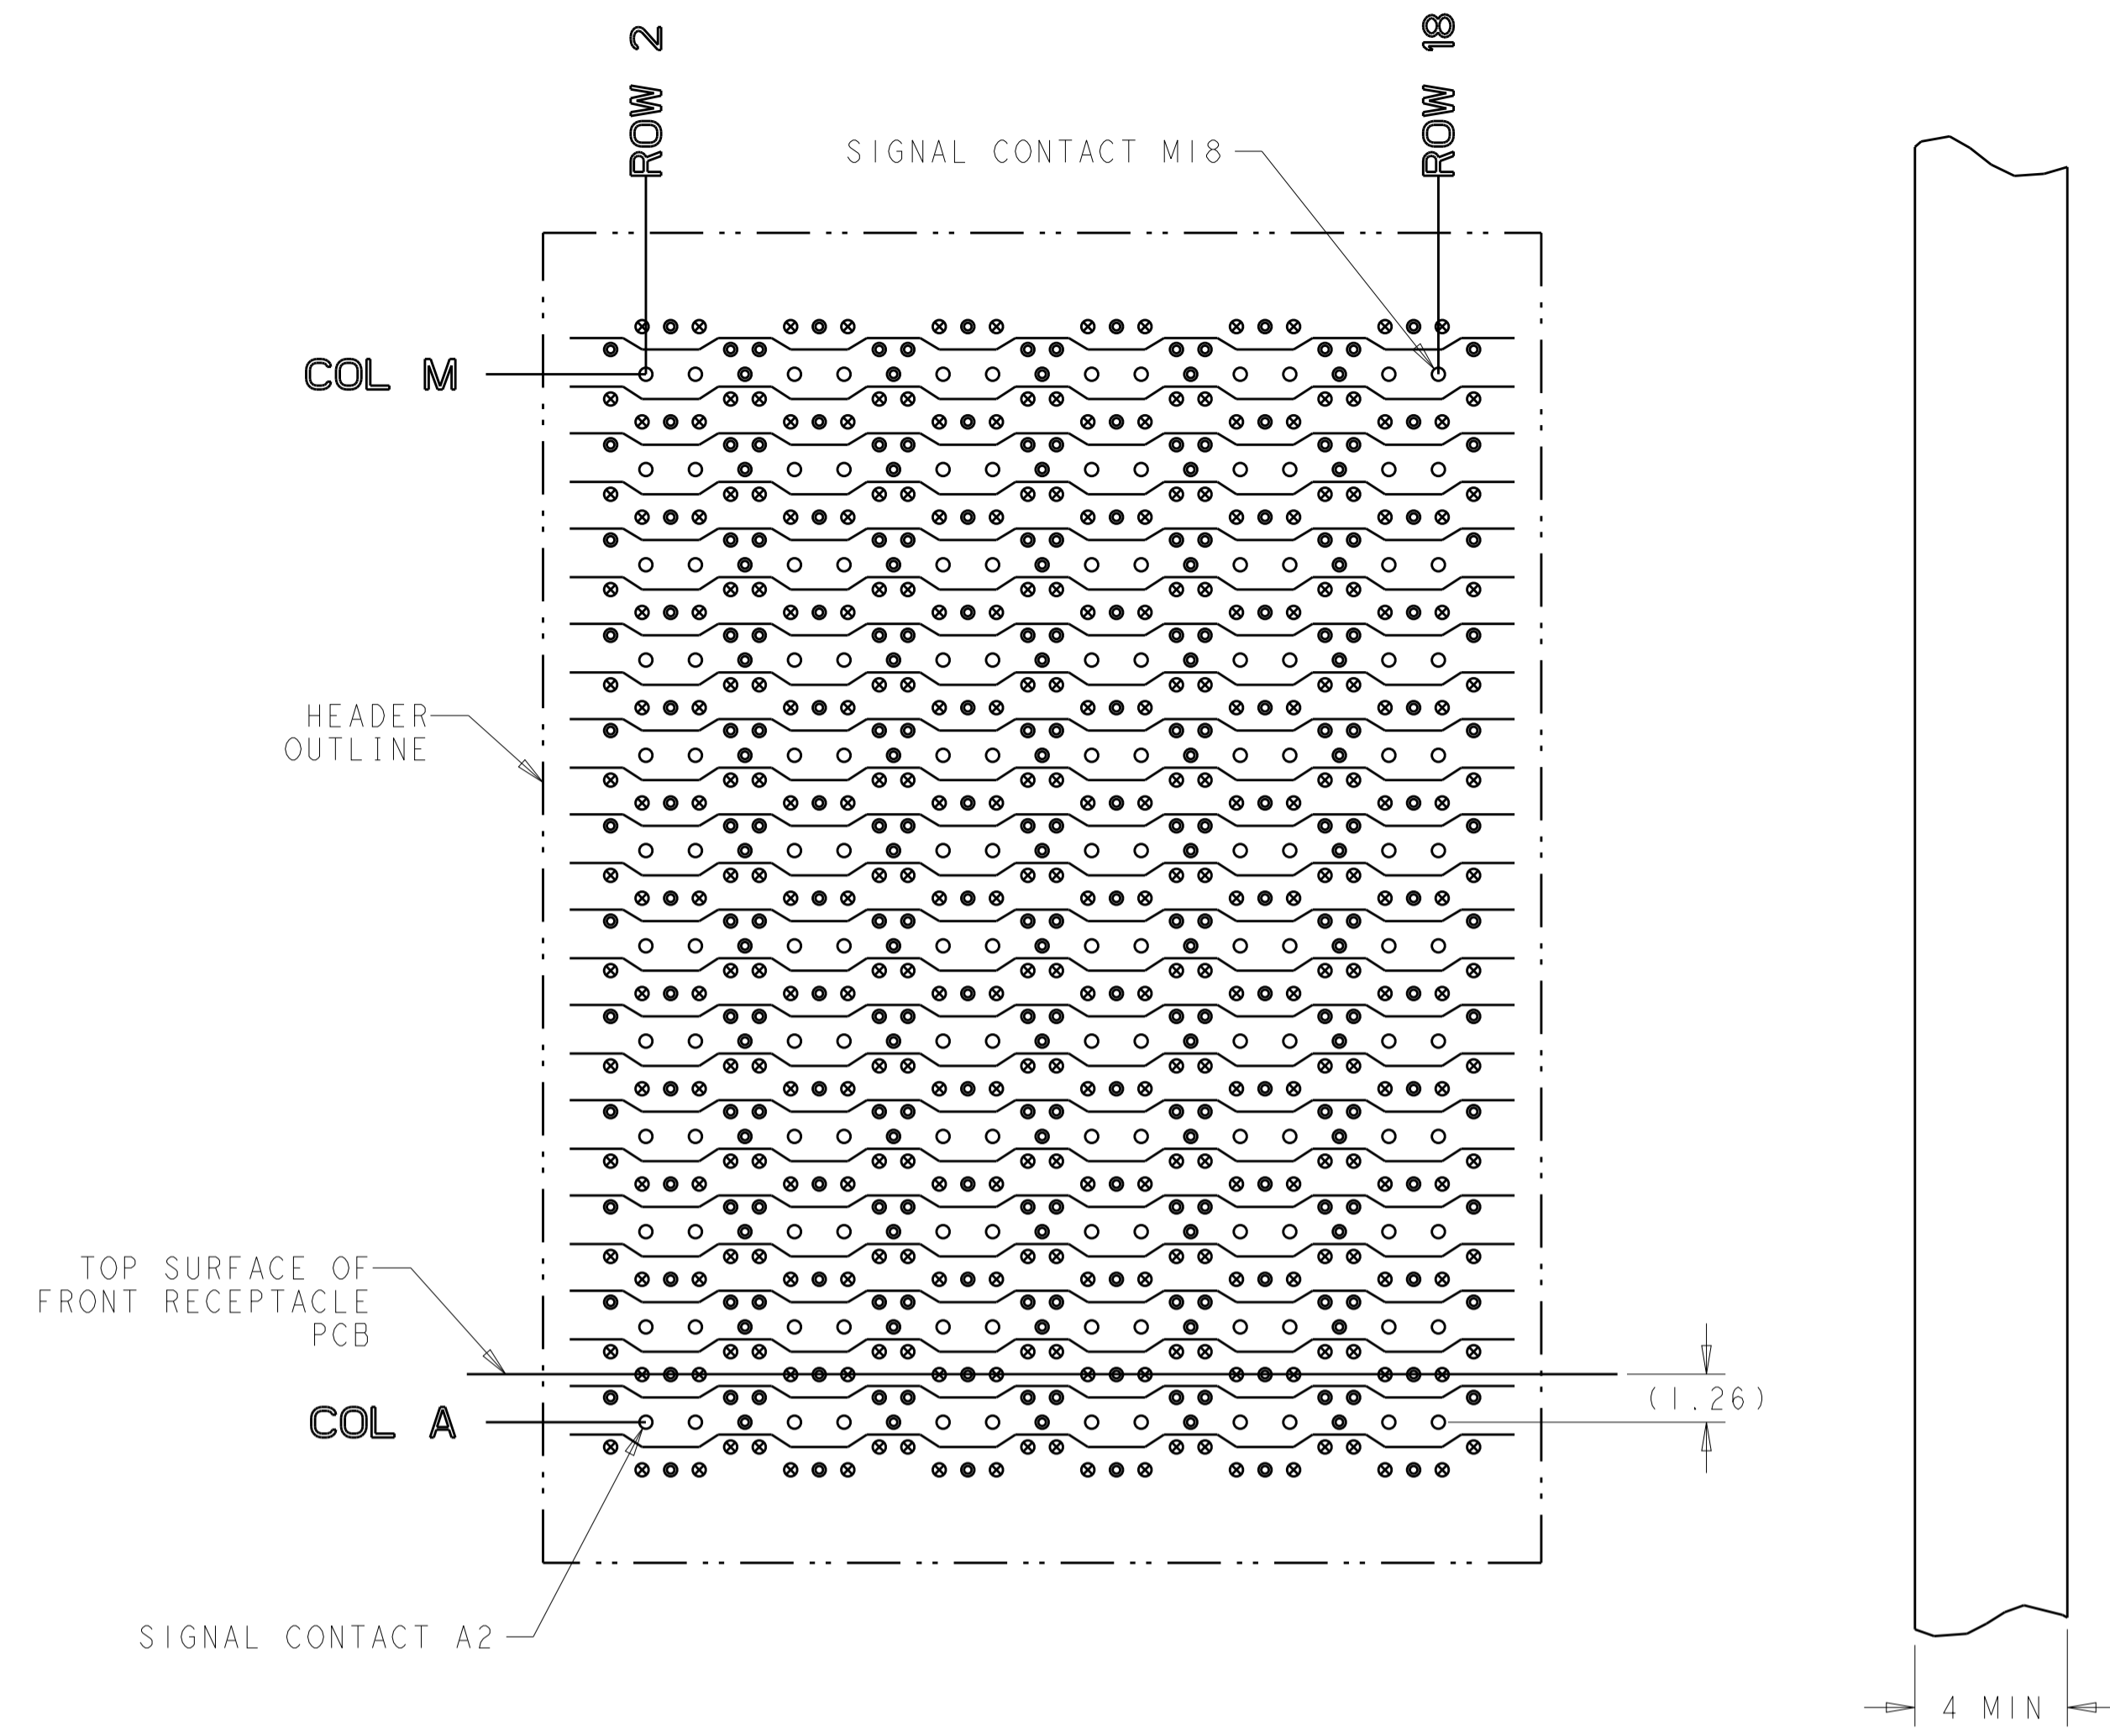 ROW 2
ROW 18
SIGNAL CONTACT M18
COL M
HEADER
OUTLINE
TOP SURFACE OF
FRONT RECEPTACLE
PCB
(1.26)
COL A
SIGNAL CONTACT A2
4 MIN